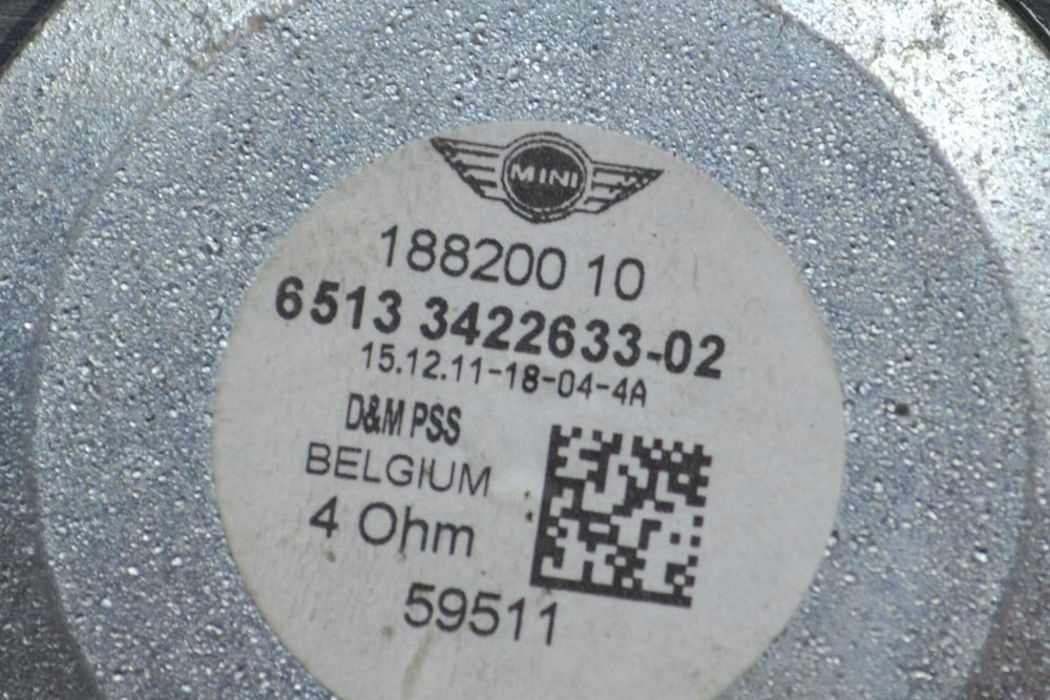 MINI
188200 10
6513 3422633-02
15.12.11-18-04-4A
D&M PSS
BELGIUM
4 Ohm
59511